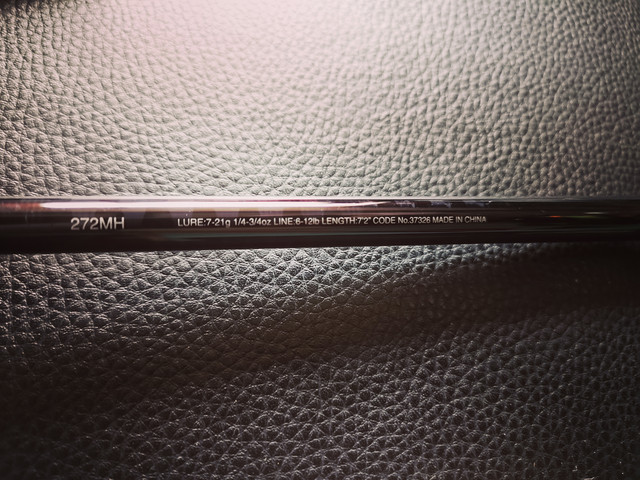 272MH LURE:7-21g 1/4-3/4oz LINE:6-12lb LENGTH:7'2" CODE No.37326 MADE IN CHINA